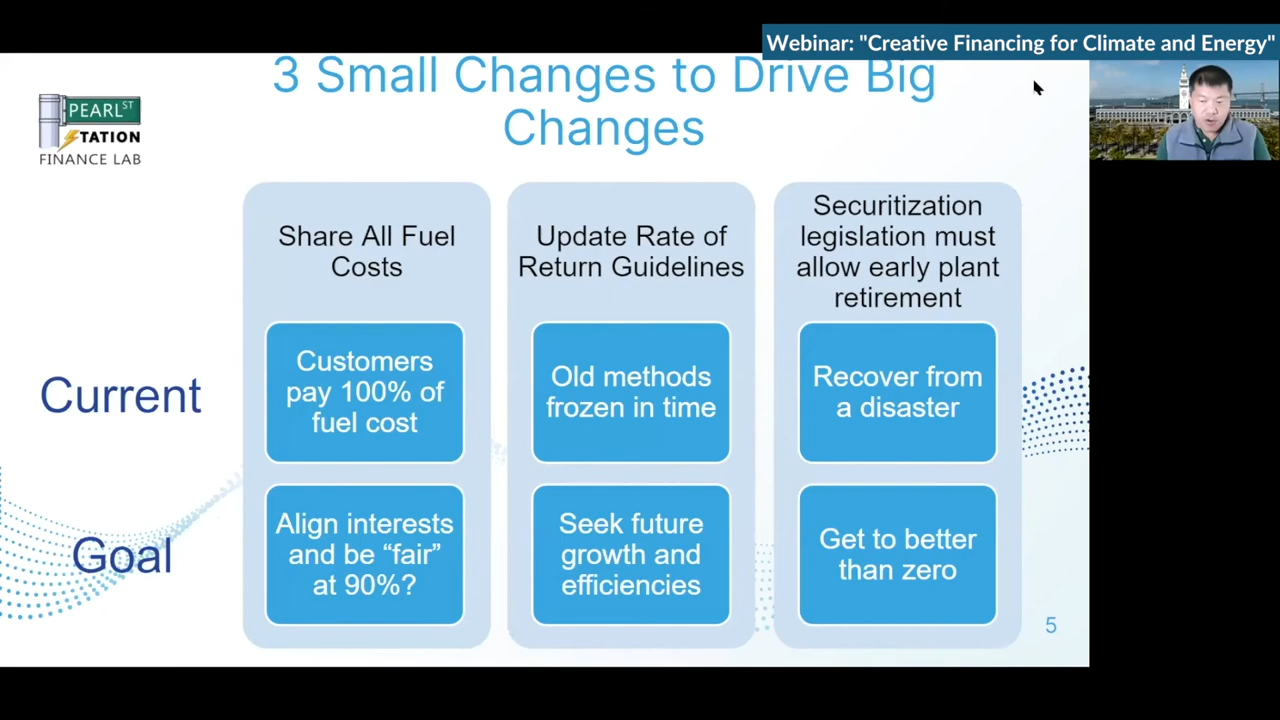 Webinar: "Creative Financing for Climate and Energy"
3 Small Changes to Drive Big
Changes
PEARL ST
STATION
FINANCE LAB
Share All Fuel
Costs
Update Rate of
Return Guidelines
Securitization
legislation must
allow early plant
retirement
Current
Customers
pay 100% of
fuel cost
Old methods
frozen in time
Recover from
a disaster
Goal
Align interests
and be “fair”
at 90%?
Seek future
growth and
efficiencies
Get to better
than zero
5